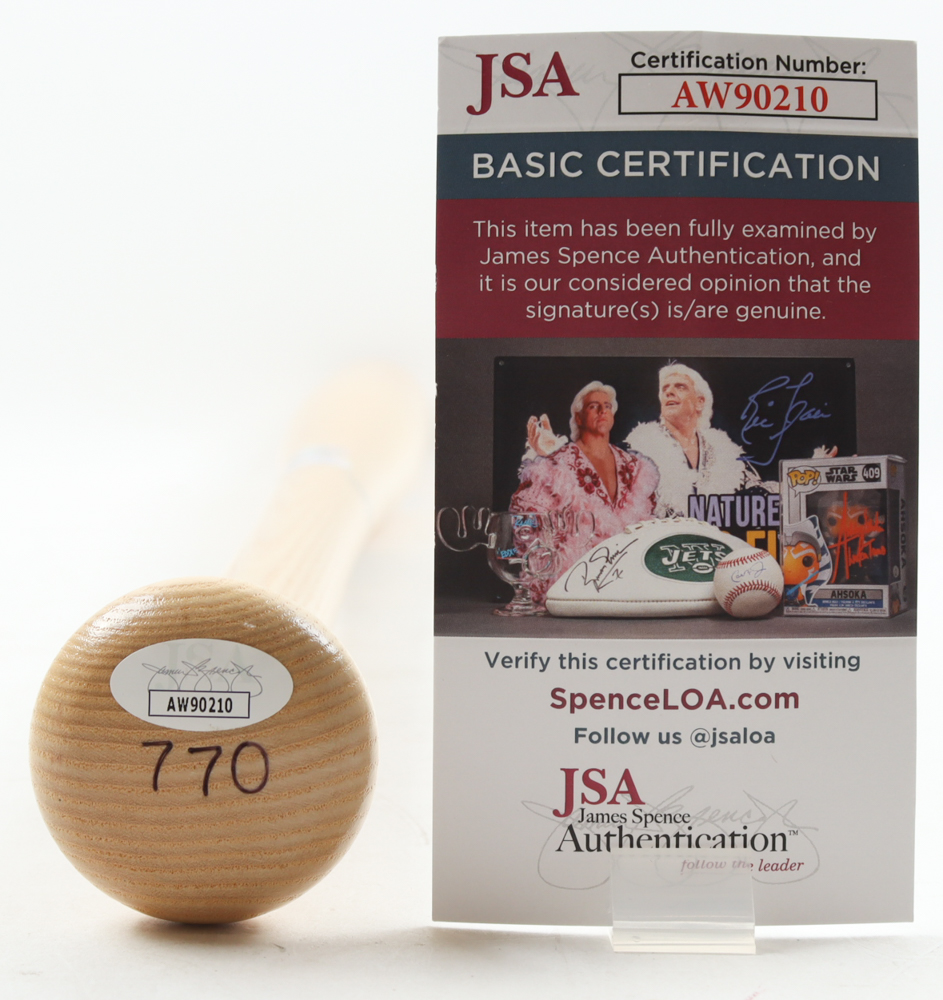 JSA
Certification Number:
AW90210
BASIC CERTIFICATION
This item has been fully examined by
James Spence Authentication, and
it is our considered opinion that the
signature(s) is/are genuine.
Ric Flair
NATURE
POP!
STAR
WARS
409
JETS
AHSOKA
Verify this certification by visiting
SpenceLOA.com
Follow us @jsaloa
JSA
James Spence
Authentication™
follow the leader
AW90210
770